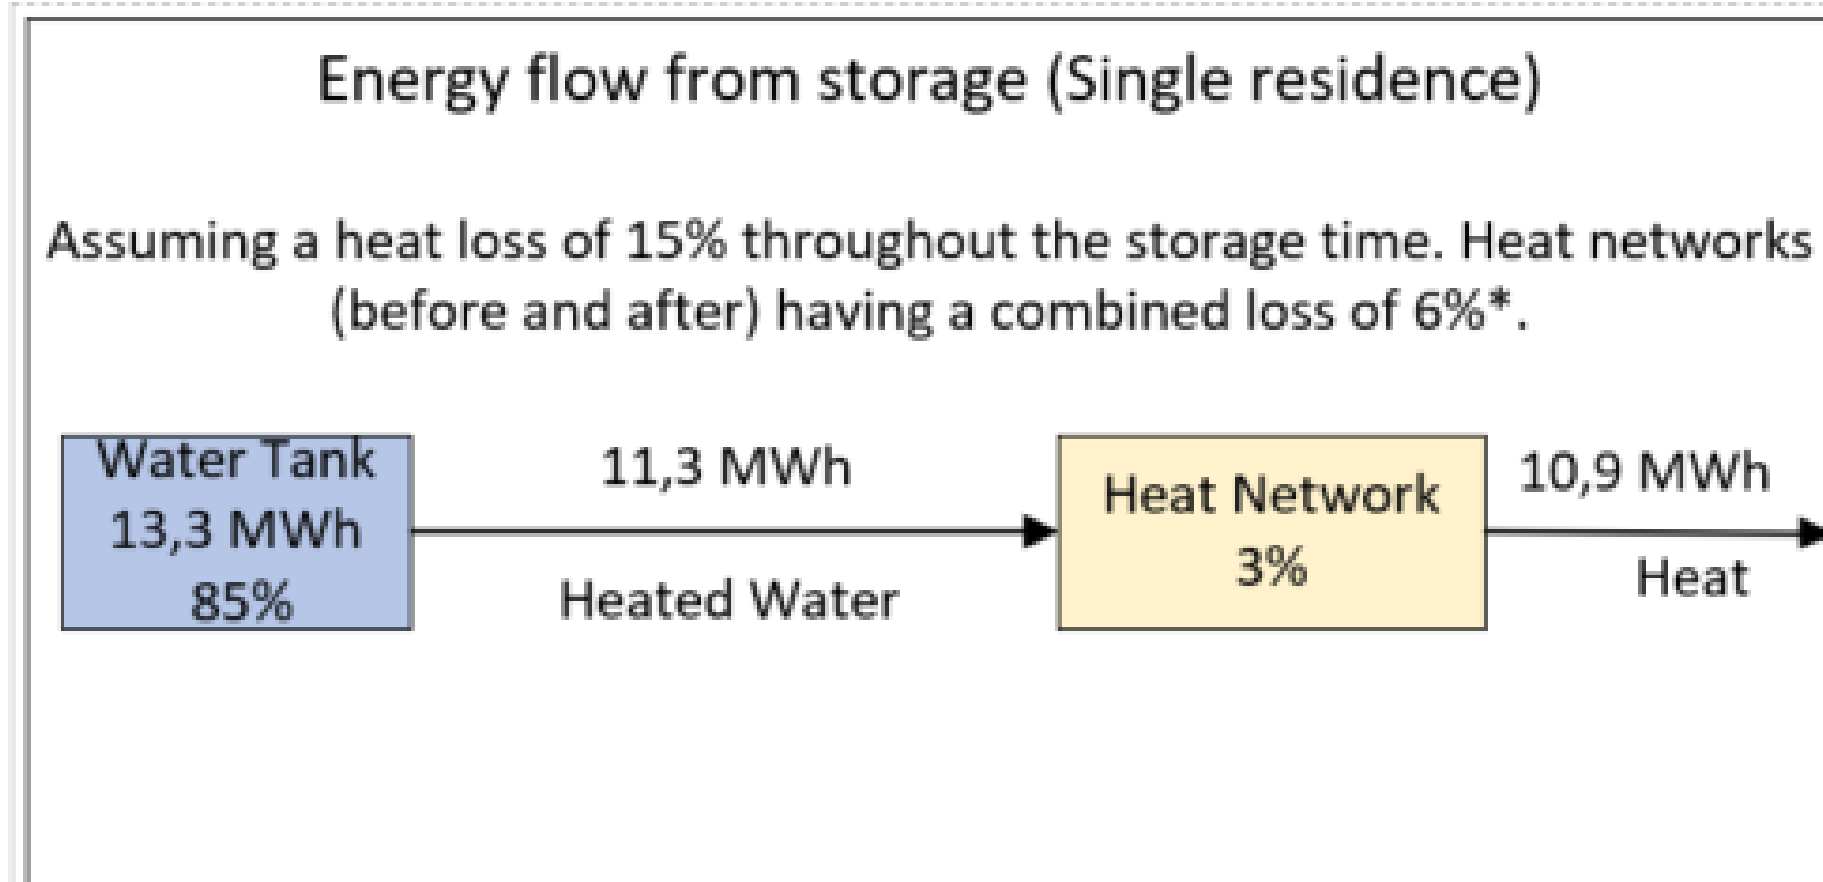 Energy flow from storage (Single residence)
Assuming a heat loss of 15% throughout the storage time. Heat networks
(before and after) having a combined loss of 6%*.
Water Tank
13,3 MWh
85%
11,3 MWh
Heated Water
Heat Network
3%
10,9 MWh
Heat